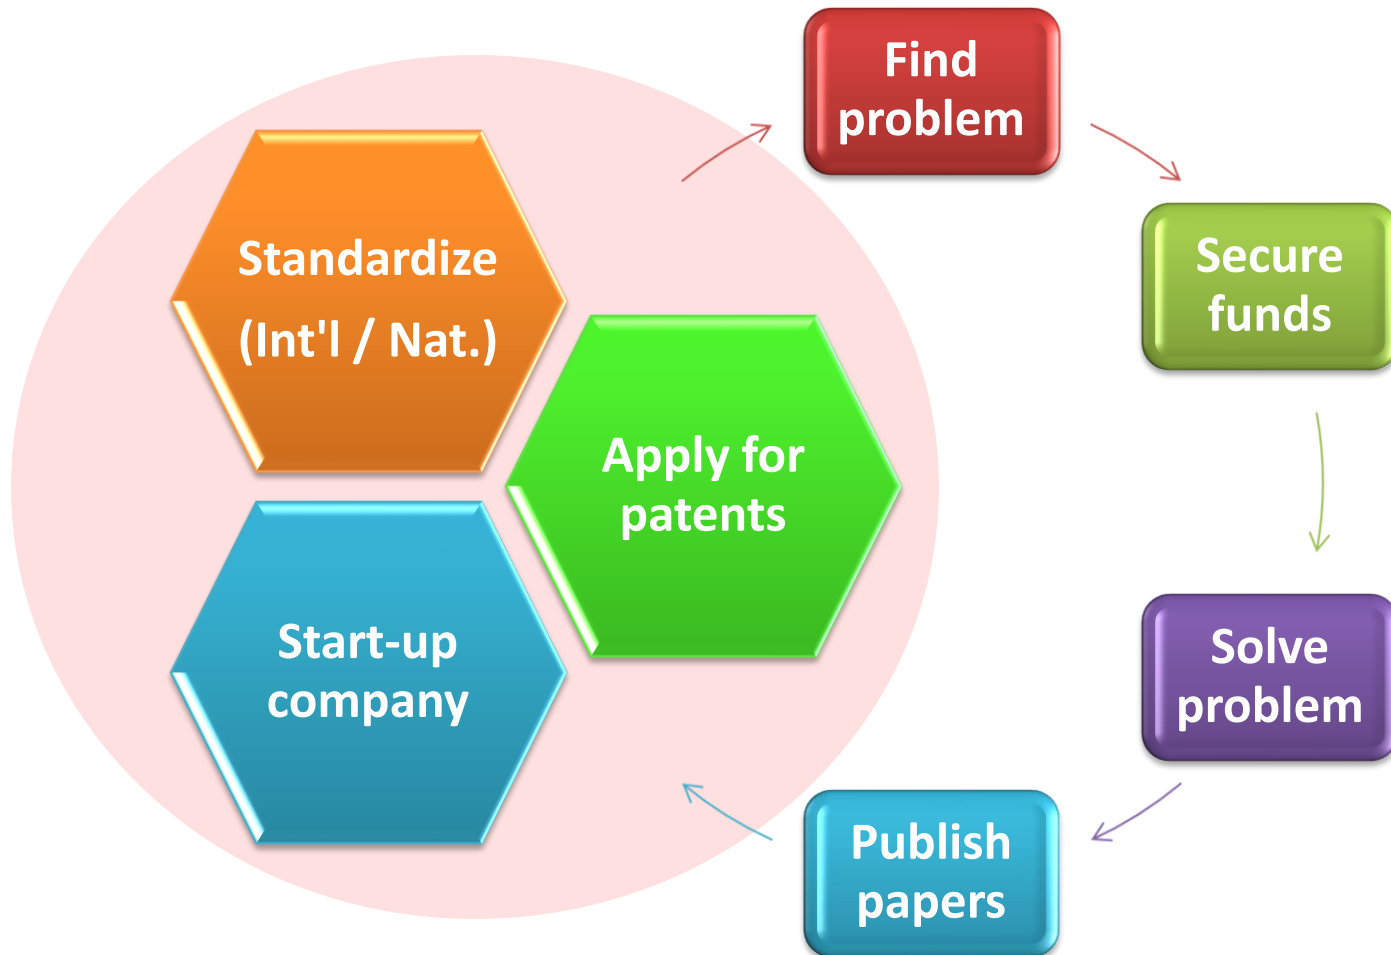 Find
problem
Secure
funds
Solve
problem
Publish
papers
Standardize
(Int'l / Nat.)
Apply for
patents
Start-up
company